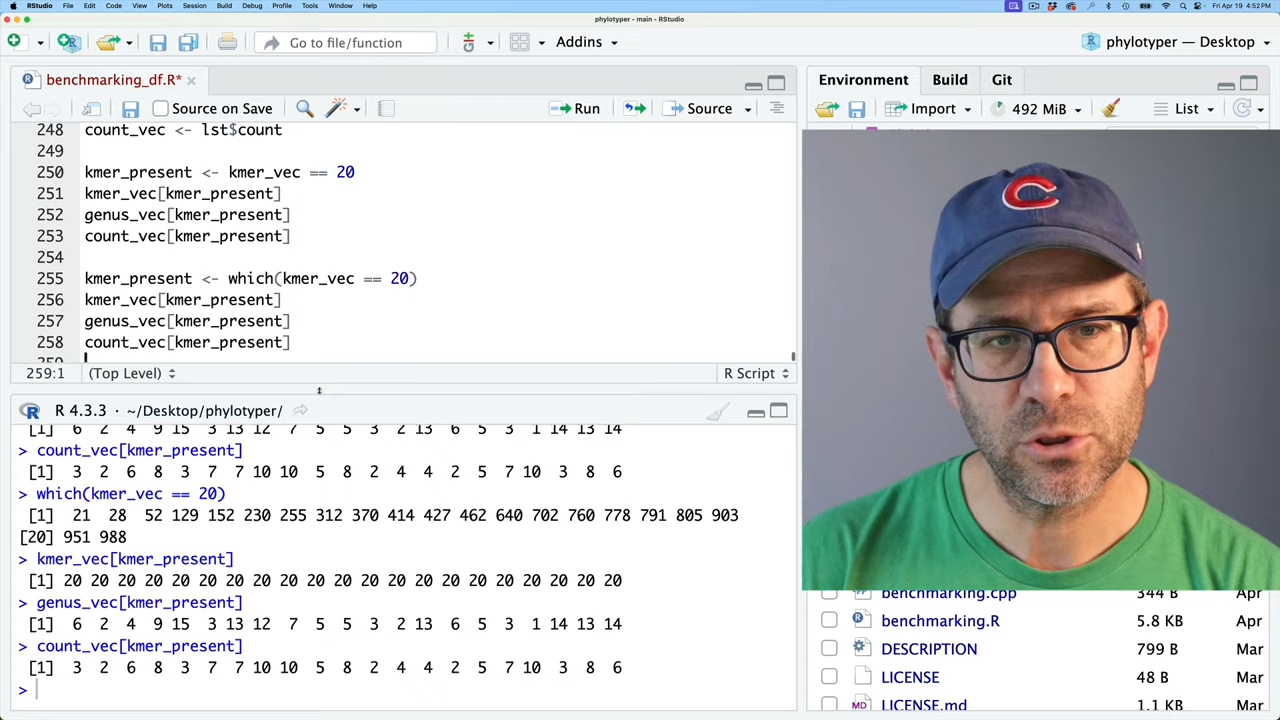 RStudio File Edit Code View Plots Session Build Debug Profile Tools Window Help Fri Apr 19 4:52 PM
phylotyper - main - RStudio
Go to file/function Addins phylotyper — Desktop
benchmarking_df.R*
Source on Save Run Source
248 count_vec <- lst$count
249
250 kmer_present <- kmer_vec == 20
251 kmer_vec[kmer_present]
252 genus_vec[kmer_present]
253 count_vec[kmer_present]
254
255 kmer_present <- which(kmer_vec == 20)
256 kmer_vec[kmer_present]
257 genus_vec[kmer_present]
258 count_vec[kmer_present]
259
259:1 (Top Level) R Script
R 4.3.3 · ~/Desktop/phylotyper/
[1] 6 2 4 9 15 3 13 12 7 5 5 3 2 13 6 5 3 1 14 13 14
> count_vec[kmer_present]
[1] 3 2 6 8 3 7 7 10 10 5 8 2 4 4 2 5 7 10 3 8 6
> which(kmer_vec == 20)
[1] 21 28 52 129 152 230 255 312 370 414 427 462 640 702 760 778 791 805 903
[20] 951 988
> kmer_vec[kmer_present]
[1] 20 20 20 20 20 20 20 20 20 20 20 20 20 20 20 20 20 20 20 20 20
> genus_vec[kmer_present]
[1] 6 2 4 9 15 3 13 12 7 5 5 3 2 13 6 5 3 1 14 13 14
> count_vec[kmer_present]
[1] 3 2 6 8 3 7 7 10 10 5 8 2 4 4 2 5 7 10 3 8 6
>
Environment Build Git
Import 492 MiB List
C
benchmarking.cpp 344 B Apr
benchmarking.R 5.8 KB Apr
DESCRIPTION 799 B Mar
LICENSE 48 B Mar
LICENSE.md 1.1 KB Mar